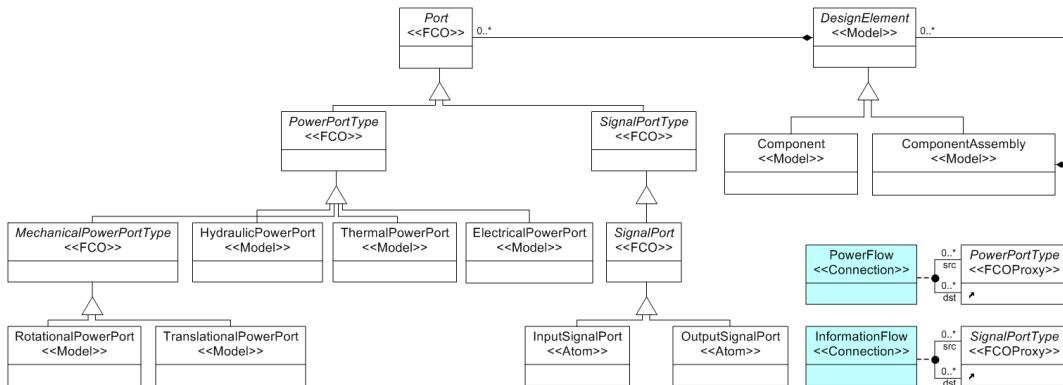 Port
<<FCO>>
0..*
DesignElement
<<Model>>
0..*
PowerPortType
<<FCO>>
SignalPortType
<<FCO>>
Component
<<Model>>
ComponentAssembly
<<Model>>
MechanicalPowerPortType
<<FCO>>
HydraulicPowerPort
<<Model>>
ThermalPowerPort
<<Model>>
ElectricalPowerPort
<<Model>>
SignalPort
<<FCO>>
PowerFlow
<<Connection>>
0..*
src
0..*
dst
PowerPortType
<<FCOProxy>>
RotationalPowerPort
<<Model>>
TranslationalPowerPort
<<Model>>
InputSignalPort
<<Atom>>
OutputSignalPort
<<Atom>>
InformationFlow
<<Connection>>
0..*
src
0..*
dst
SignalPortType
<<FCOProxy>>